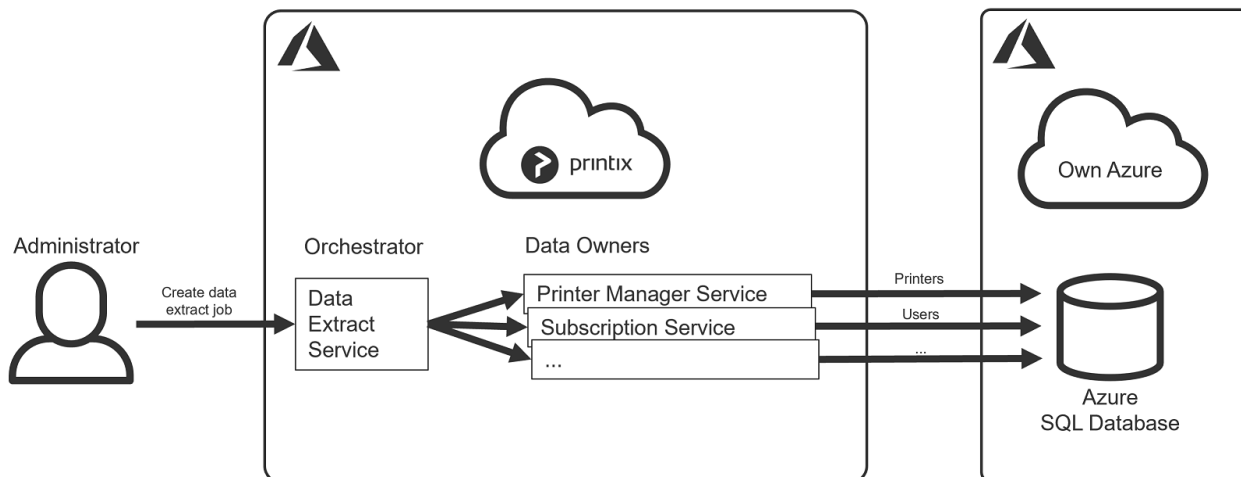 printix
Own Azure
Administrator
Orchestrator
Data Owners
Create data
extract job
Data
Extract
Service
Printer Manager Service
Subscription Service
...
Printers
Users
...
Azure
SQL Database